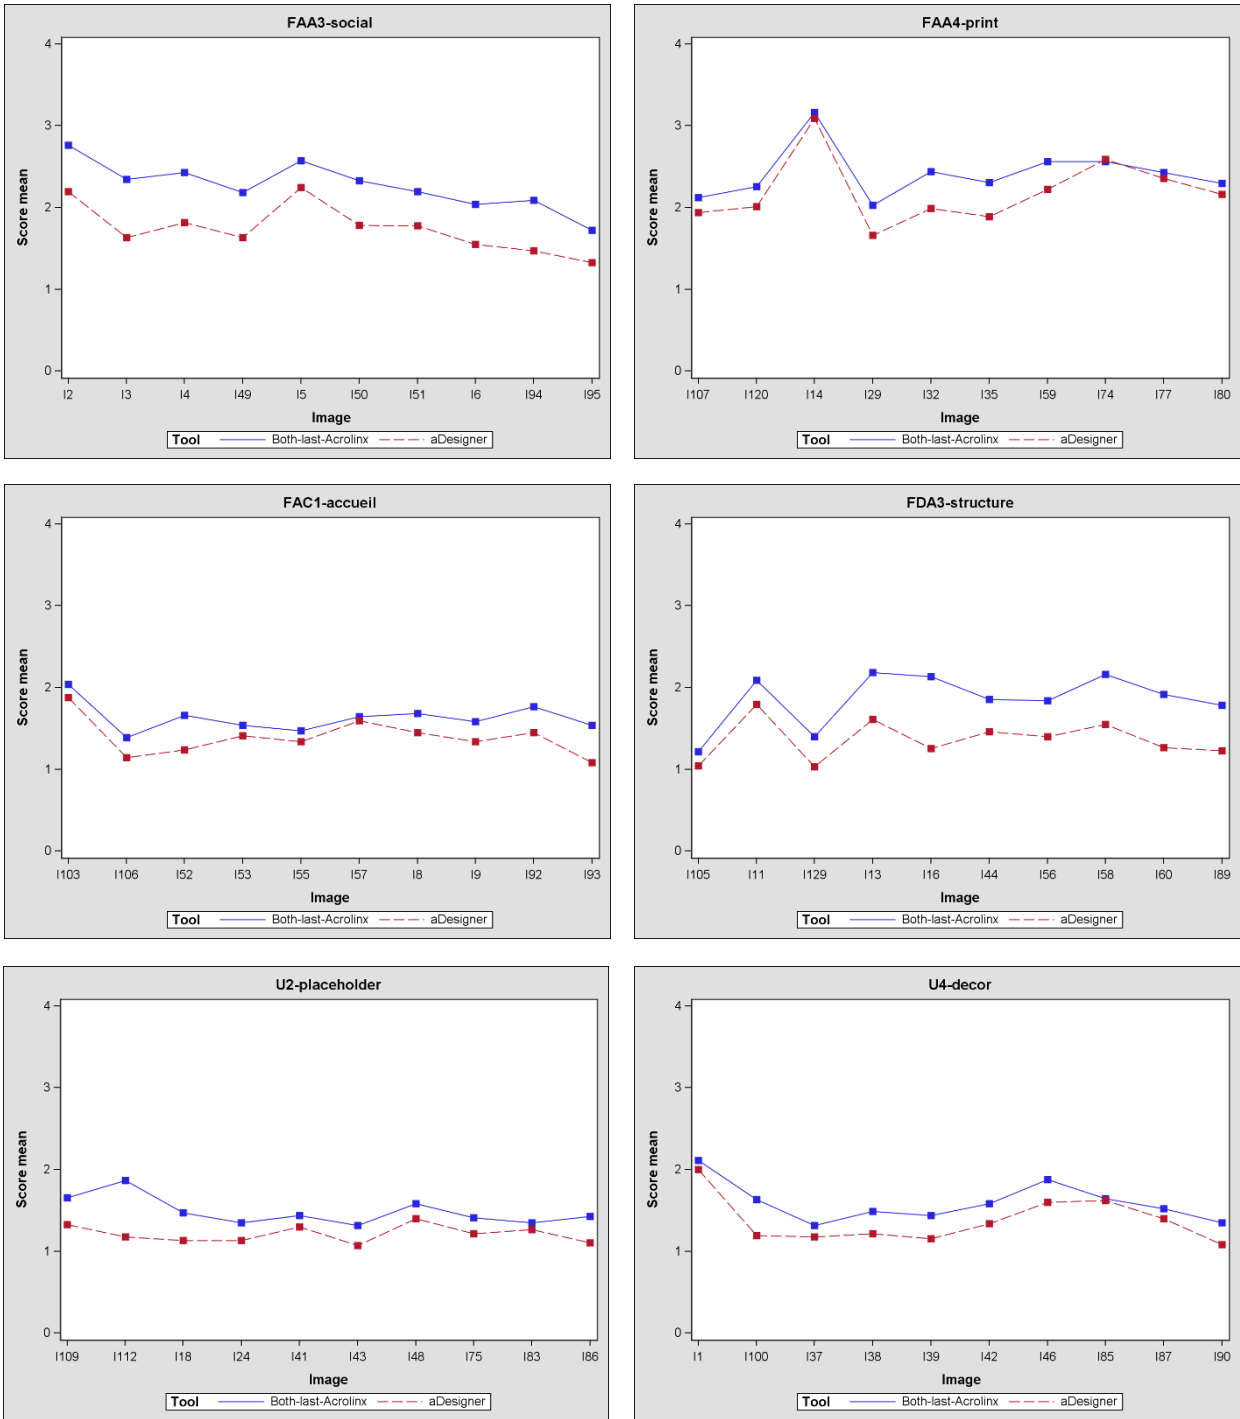 FAA3-social
4
3
2
1
0
Score mean
I2 I3 I4 I49 I5 I50 I51 I6 I94 I95
Image
Tool Both-last-Acrolinx aDesigner
FAA4-print
4
3
2
1
0
Score mean
I107 I120 I14 I29 I32 I35 I59 I74 I77 I80
Image
Tool Both-last-Acrolinx aDesigner
FAC1-accueil
4
3
2
1
0
Score mean
I103 I106 I52 I53 I55 I57 I8 I9 I92 I93
Image
Tool Both-last-Acrolinx aDesigner
FDA3-structure
4
3
2
1
0
Score mean
I105 I11 I129 I13 I16 I44 I56 I58 I60 I89
Image
Tool Both-last-Acrolinx aDesigner
U2-placeholder
4
3
2
1
0
Score mean
I109 I112 I18 I24 I41 I43 I48 I75 I83 I86
Image
Tool Both-last-Acrolinx aDesigner
U4-decor
4
3
2
1
0
Score mean
I1 I100 I37 I38 I39 I42 I46 I85 I87 I90
Image
Tool Both-last-Acrolinx aDesigner